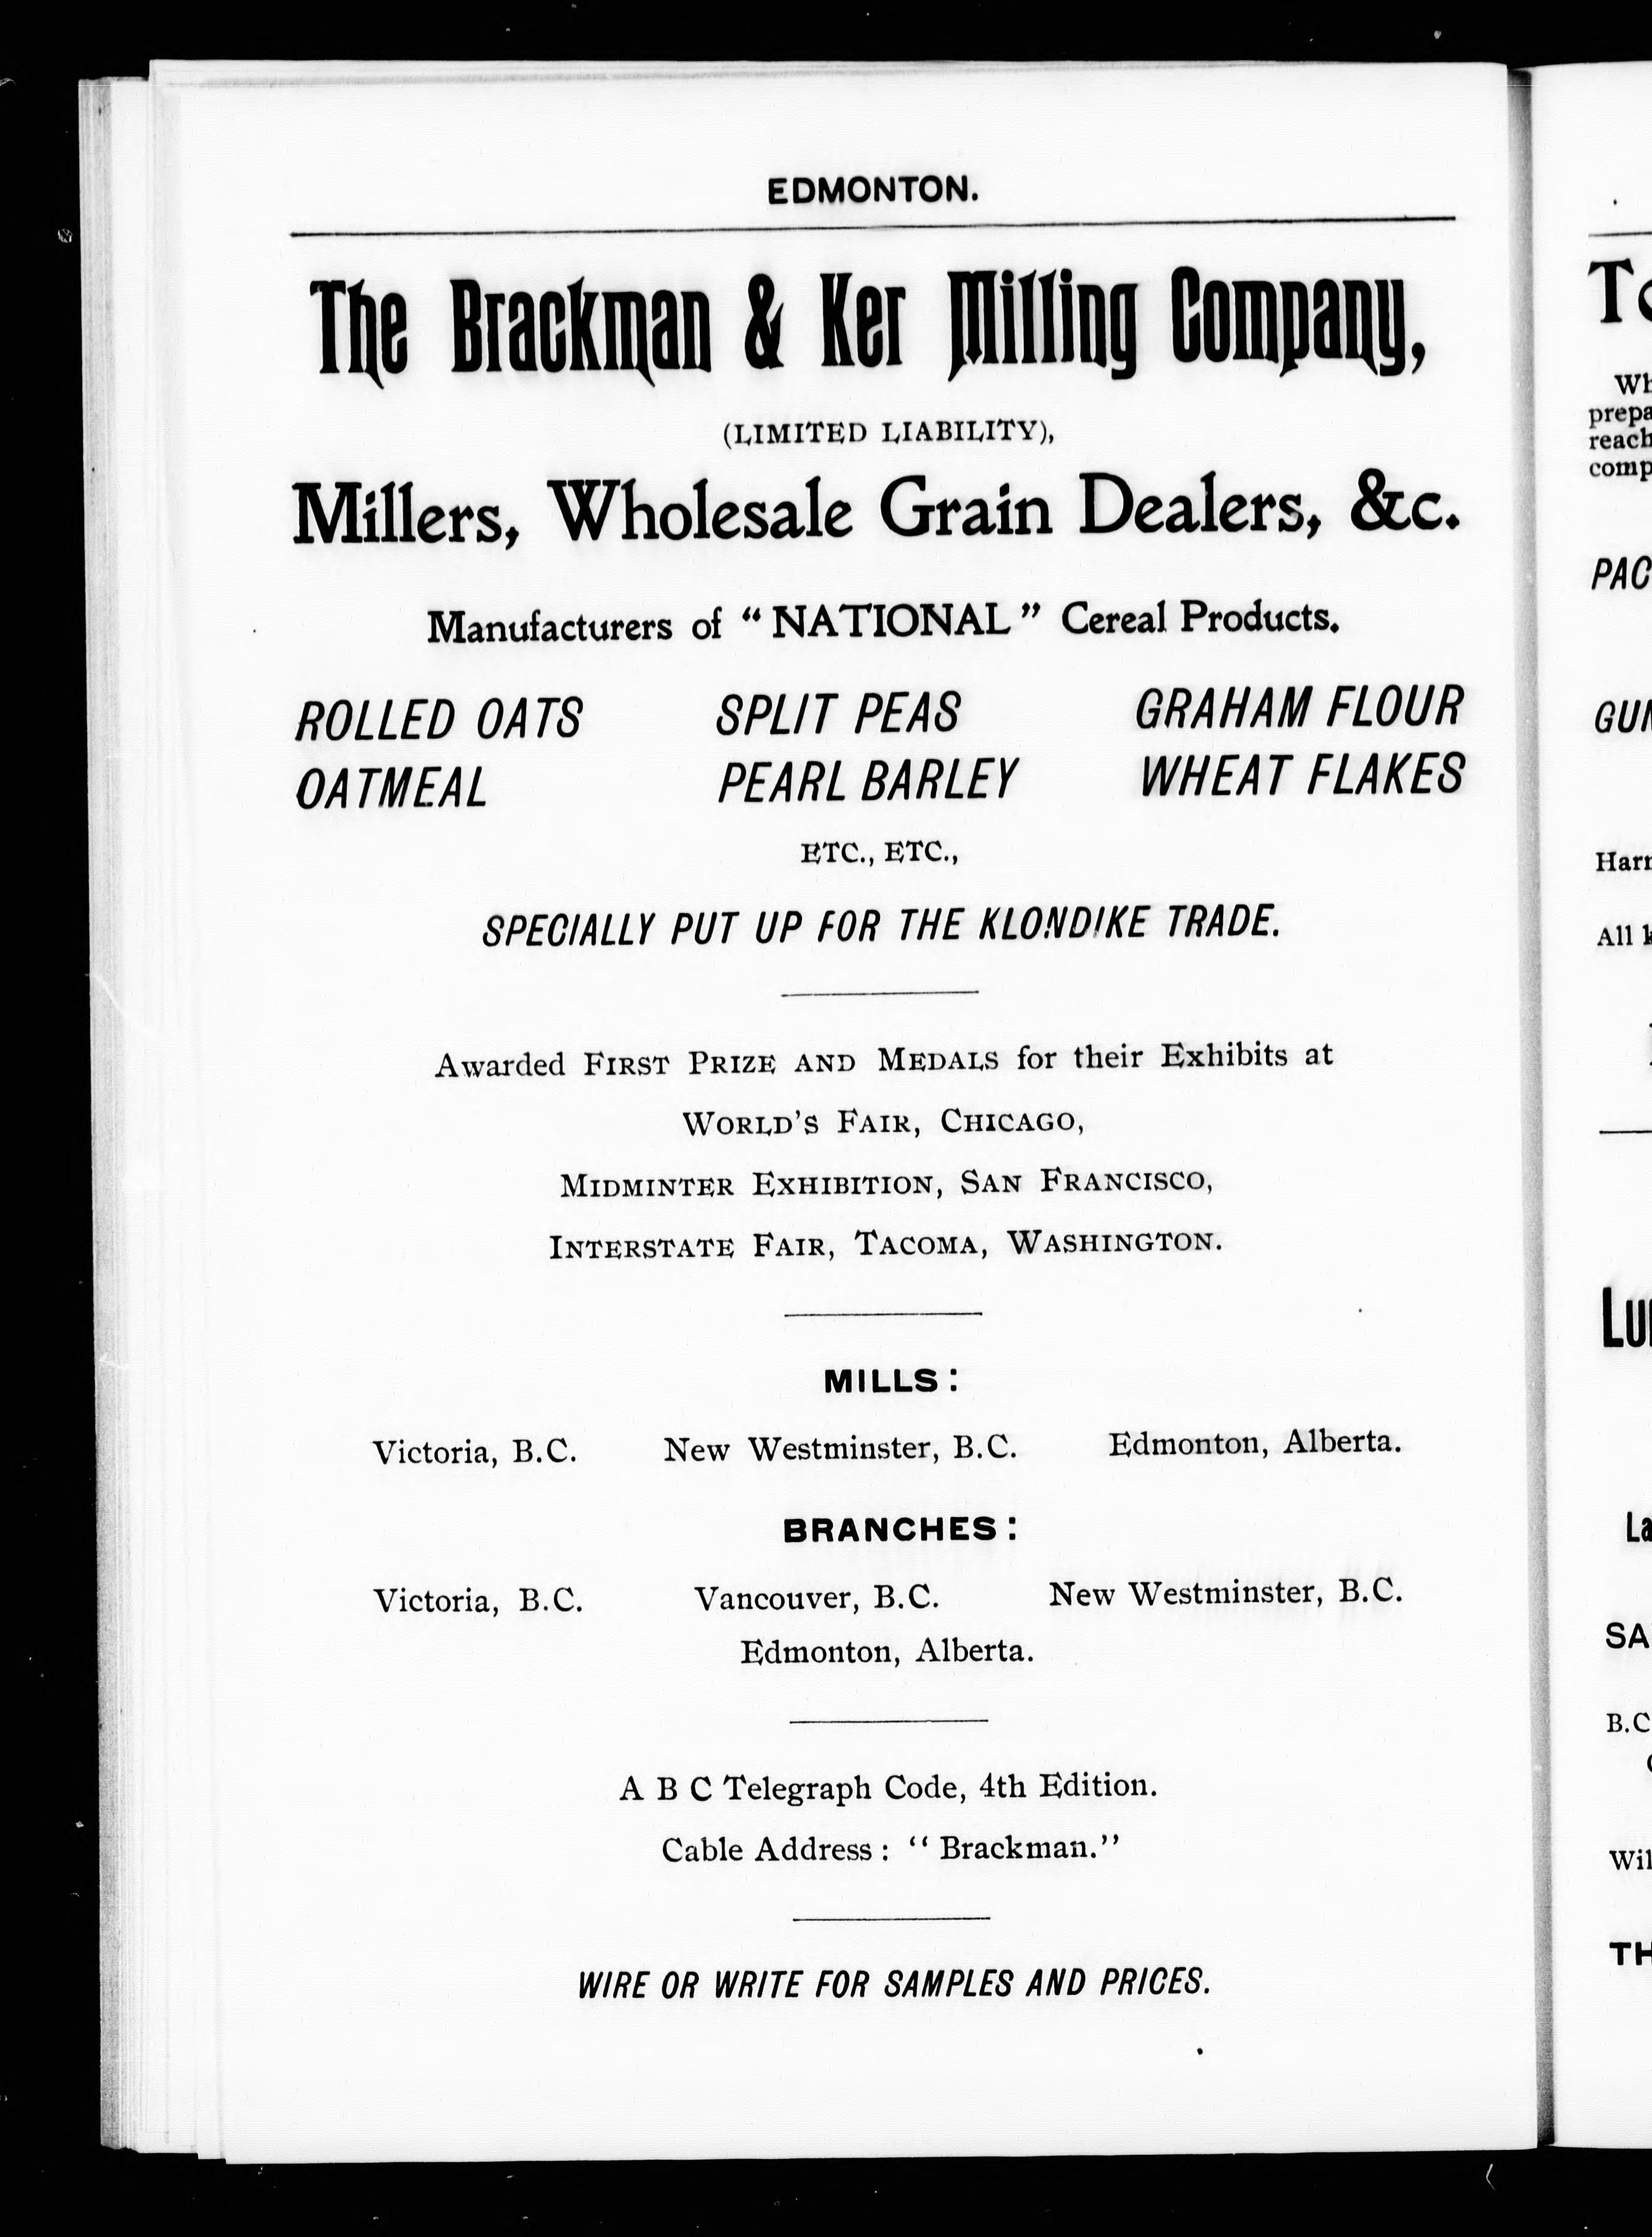 EDMONTON.
The Brackman & Ker Milling Company,
(LIMITED LIABILITY),
Millers, Wholesale Grain Dealers, &c.
Manufacturers of "NATIONAL" Cereal Products.
ROLLED OATS SPLIT PEAS GRAHAM FLOUR
OATMEAL PEARL BARLEY WHEAT FLAKES
ETC., ETC.,
SPECIALLY PUT UP FOR THE KLONDIKE TRADE.
Awarded FIRST PRIZE AND MEDALS for their Exhibits at
WORLD'S FAIR, CHICAGO,
MIDMINTER EXHIBITION, SAN FRANCISCO,
INTERSTATE FAIR, TACOMA, WASHINGTON.
MILLS:
Victoria, B.C. New Westminster, B.C. Edmonton, Alberta.
BRANCHES:
Victoria, B.C. Vancouver, B.C. New Westminster, B.C.
Edmonton, Alberta.
A B C Telegraph Code, 4th Edition.
Cable Address: "Brackman."
WIRE OR WRITE FOR SAMPLES AND PRICES.